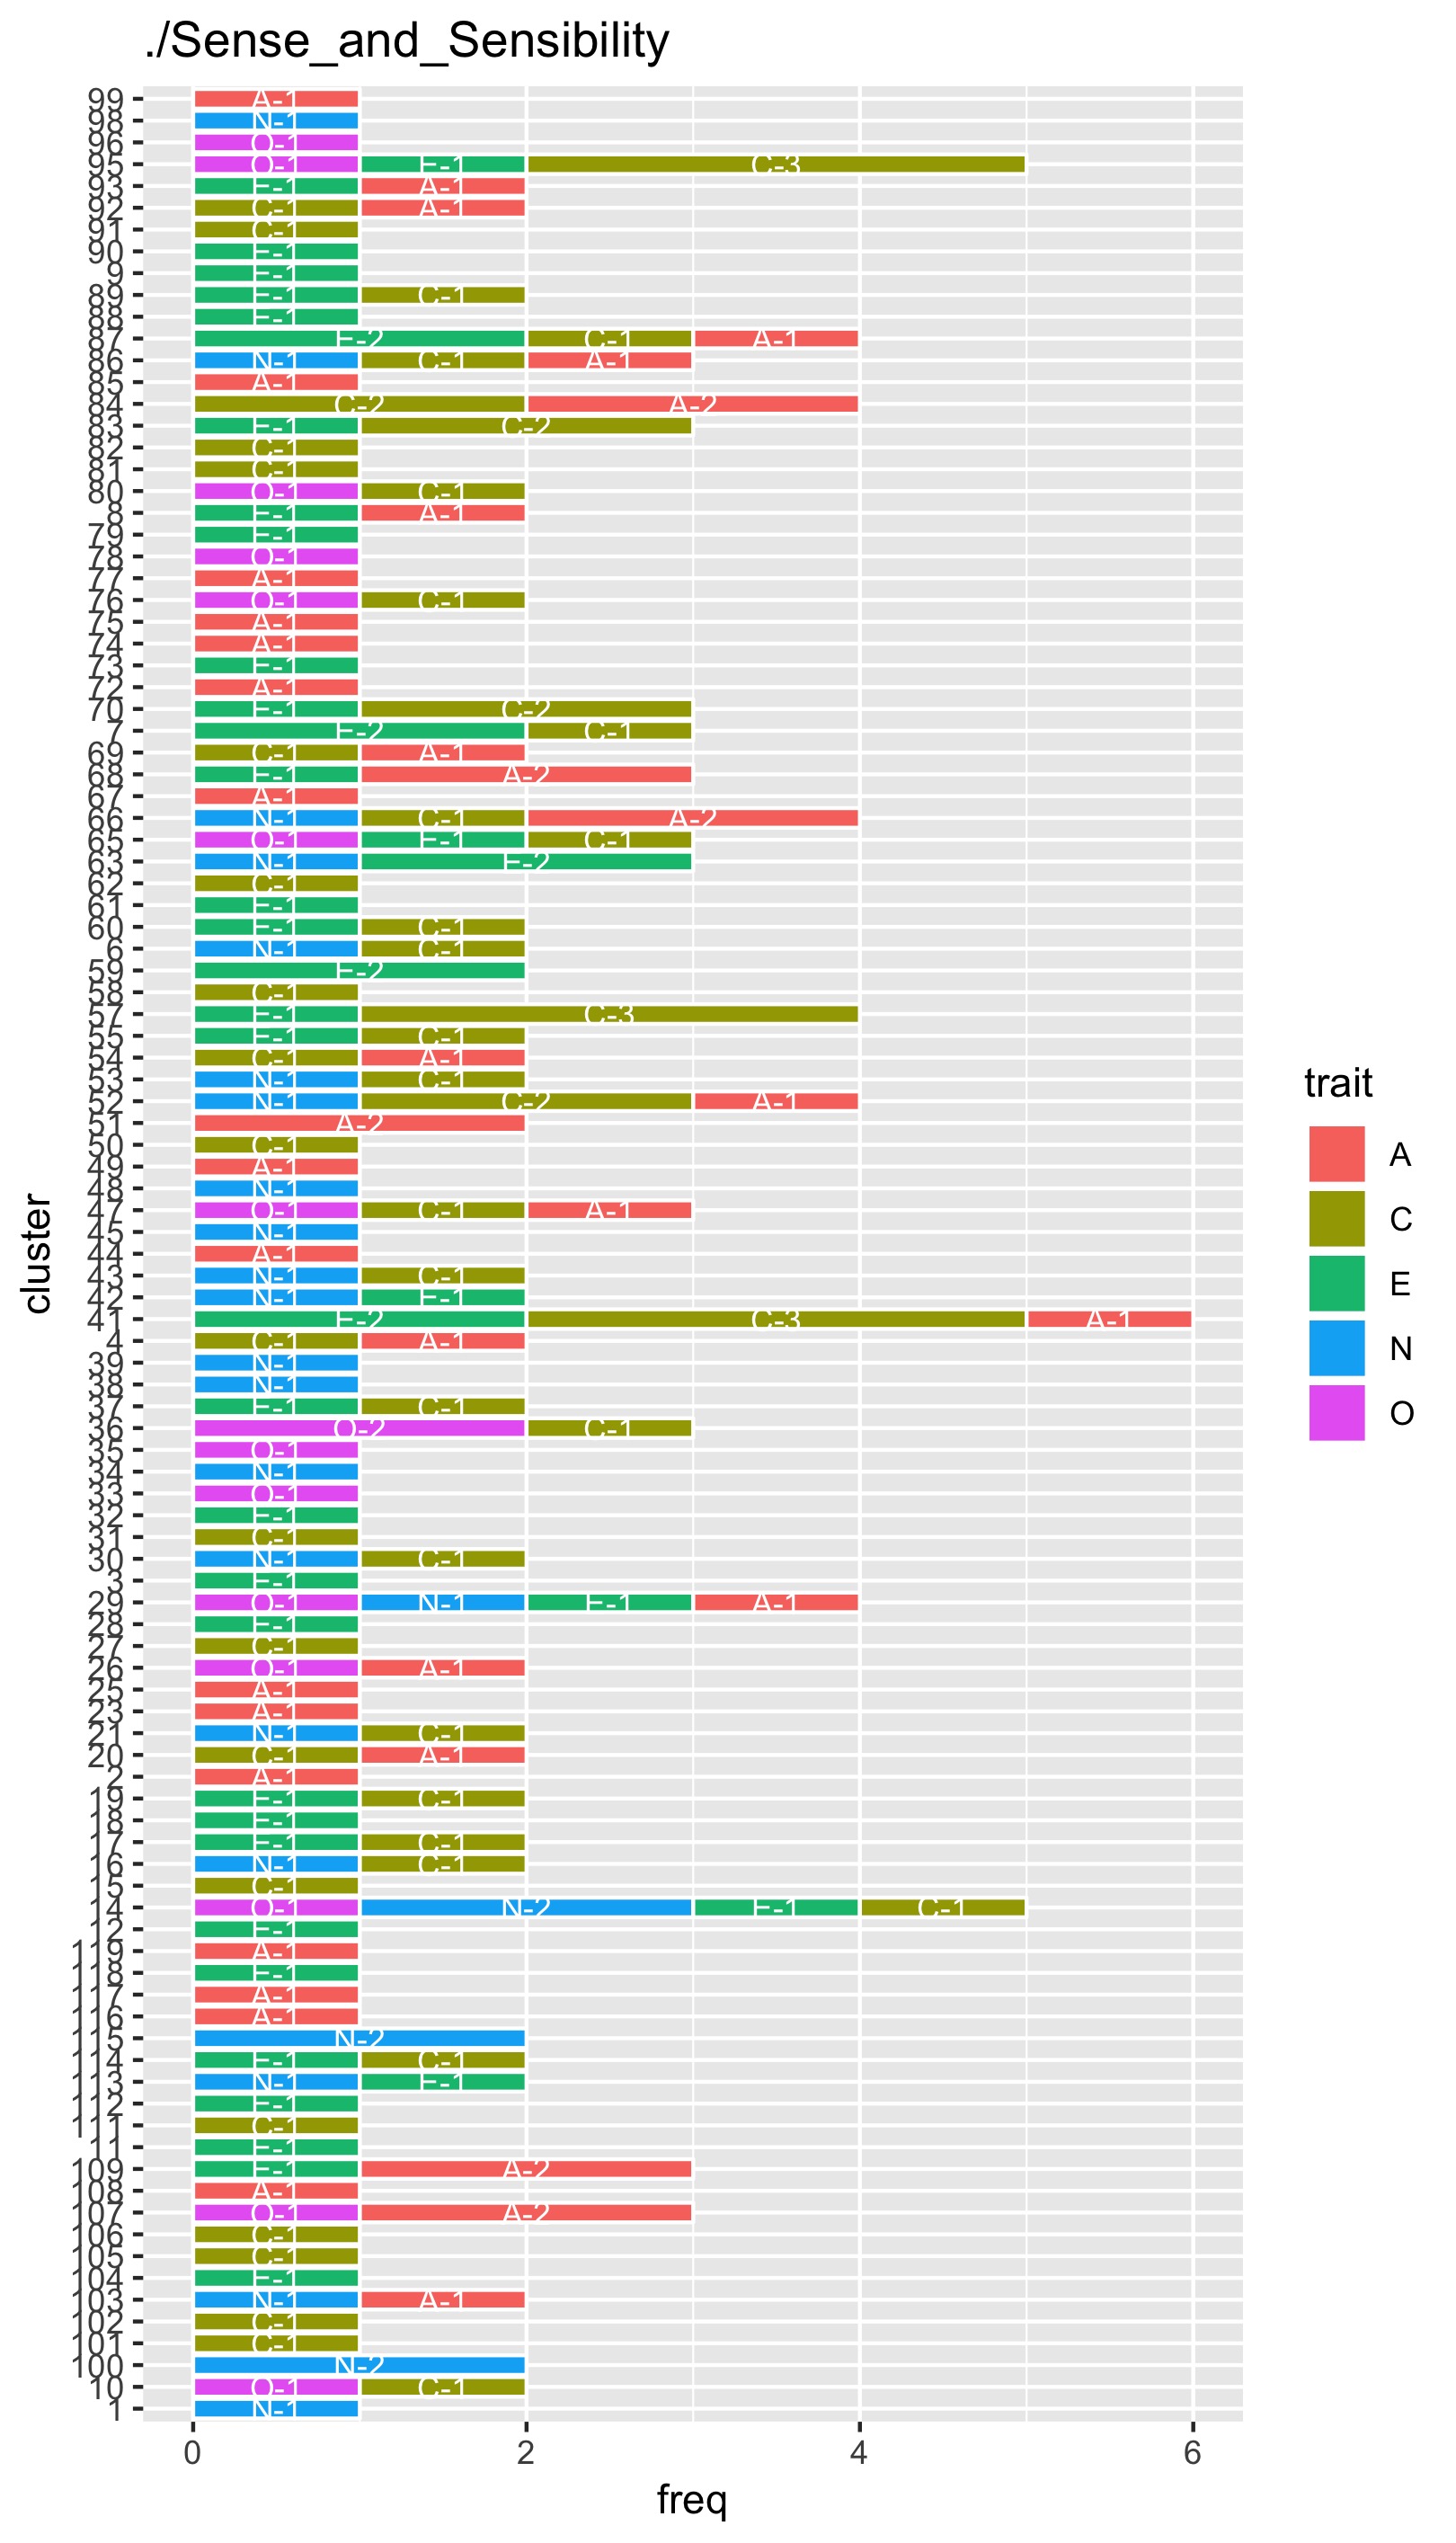 ./Sense_and_Sensibility
99 A-1
98 N-1
96 O-1
95 O-1 E-1 C-3
93 E-1 A-1
92 C-1 A-1
91 C-1
90 E-1
9 E-1
89 E-1 C-1
88 E-1
87 E-2 C-1 A-1
86 N-1 C-1 A-1
85 A-1
84 C-2 A-2
83 E-1 C-2
82 C-1
81 C-1
80 O-1 C-1
8 E-1 A-1
79 E-1
78 O-1
77 A-1
76 O-1 C-1
75 A-1
74 A-1
73 E-1
72 A-1
70 E-1 C-2
7 E-2 C-1
69 C-1 A-1
68 E-1 A-2
67 A-1
66 N-1 C-1 A-2
65 O-1 E-1 C-1
63 N-1 E-2
62 C-1
61 E-1
60 E-1 C-1
6 N-1 C-1
59 E-2
58 C-1
57 E-1 C-3
55 E-1 C-1
54 C-1 A-1
53 N-1 C-1
52 N-1 C-2 A-1
51 A-2
50 C-1
49 A-1
48 N-1
47 O-1 C-1 A-1
45 N-1
44 A-1
43 N-1 C-1
42 N-1 E-1
41 E-2 C-3 A-1
4 C-1 A-1
39 N-1
38 N-1
37 E-1 C-1
36 O-2 C-1
35 O-1
34 N-1
33 O-1
32 E-1
31 C-1
30 N-1 C-1
3 E-1
29 O-1 N-1 E-1 A-1
28 E-1
27 C-1
26 O-1 A-1
25 A-1
23 A-1
21 N-1 C-1
20 C-1 A-1
2 A-1
19 E-1 C-1
18 E-1
17 E-1 C-1
16 N-1 C-1
15 C-1
14 O-1 N-2 E-1 C-1
12 E-1
119 A-1
118 E-1
117 A-1
116 A-1
115 N-2
114 E-1 C-1
113 N-1 E-1
112 E-1
111 C-1
11 E-1
109 E-1 A-2
108 A-1
107 O-1 A-2
106 C-1
105 C-1
104 E-1
103 N-1 A-1
102 C-1
101 C-1
100 N-2
10 O-1 C-1
1 N-1
0 2 4 6
freq
cluster
trait
A
C
E
N
O